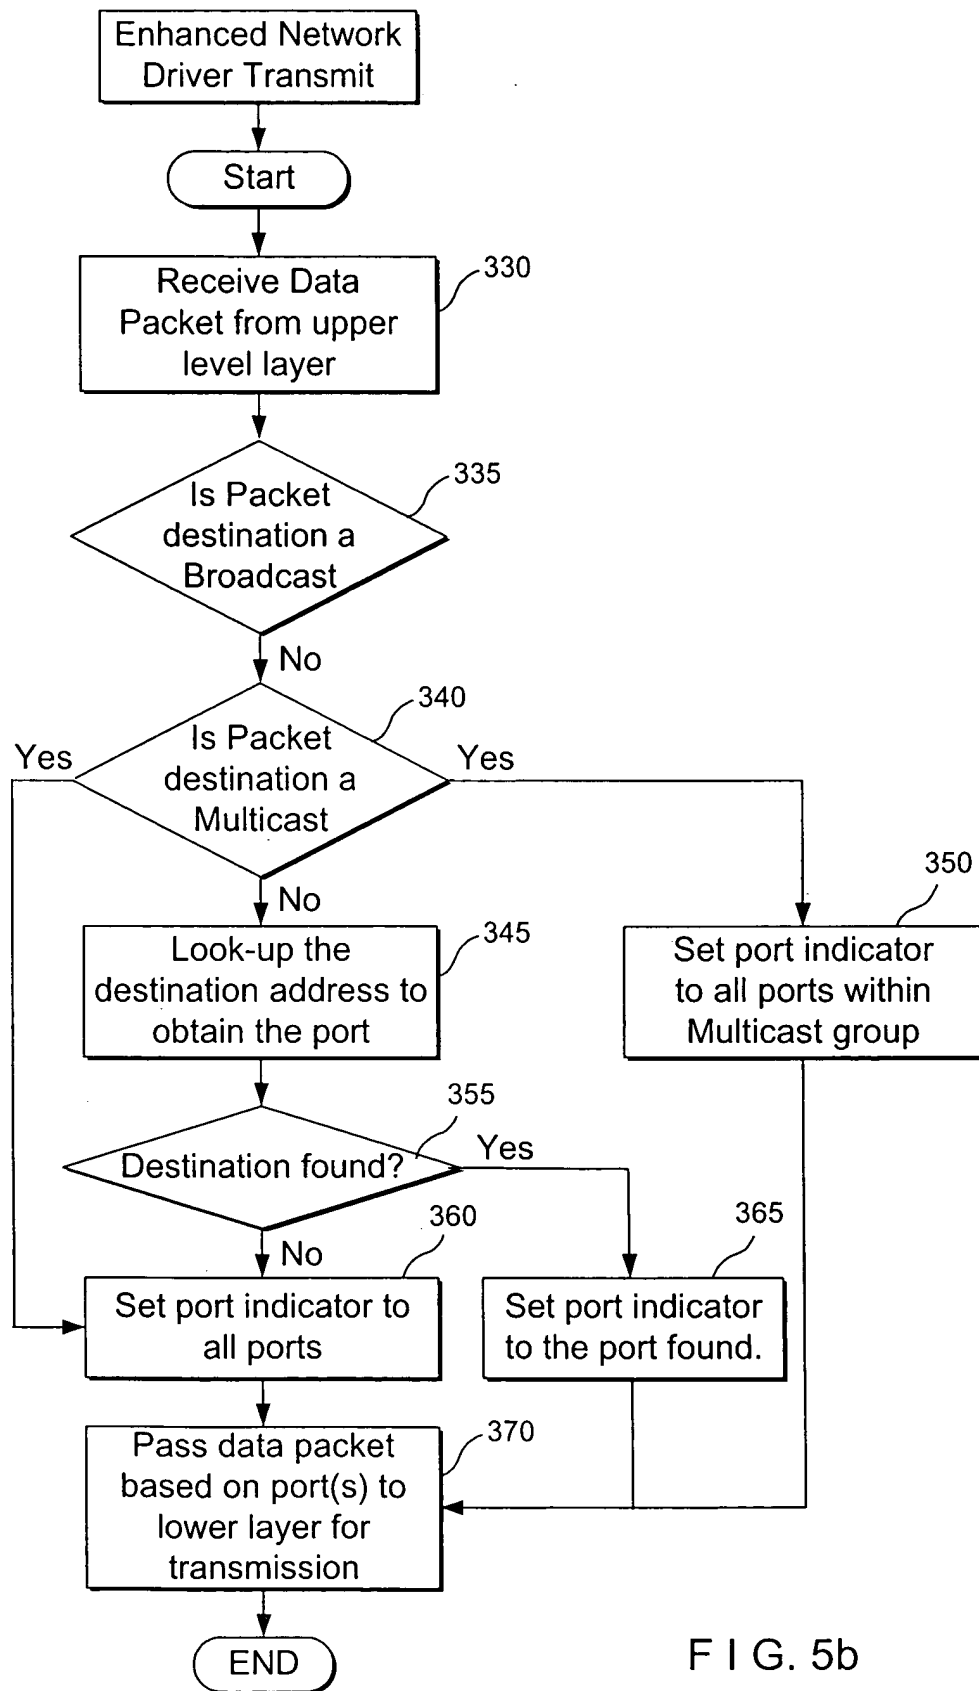 Enhanced Network
Driver Transmit
Start
Receive Data
Packet from upper
level layer
330
Is Packet
destination a
Broadcast
335
No
Is Packet
destination a
Multicast
340
Yes
Yes
No
Look-up the
destination address to
obtain the port
345
Set port indicator
to all ports within
Multicast group
350
Destination found?
355
Yes
No
Set port indicator to
all ports
360
Set port indicator
to the port found.
365
Pass data packet
based on port(s) to
lower layer for
transmission
370
END
F I G. 5b